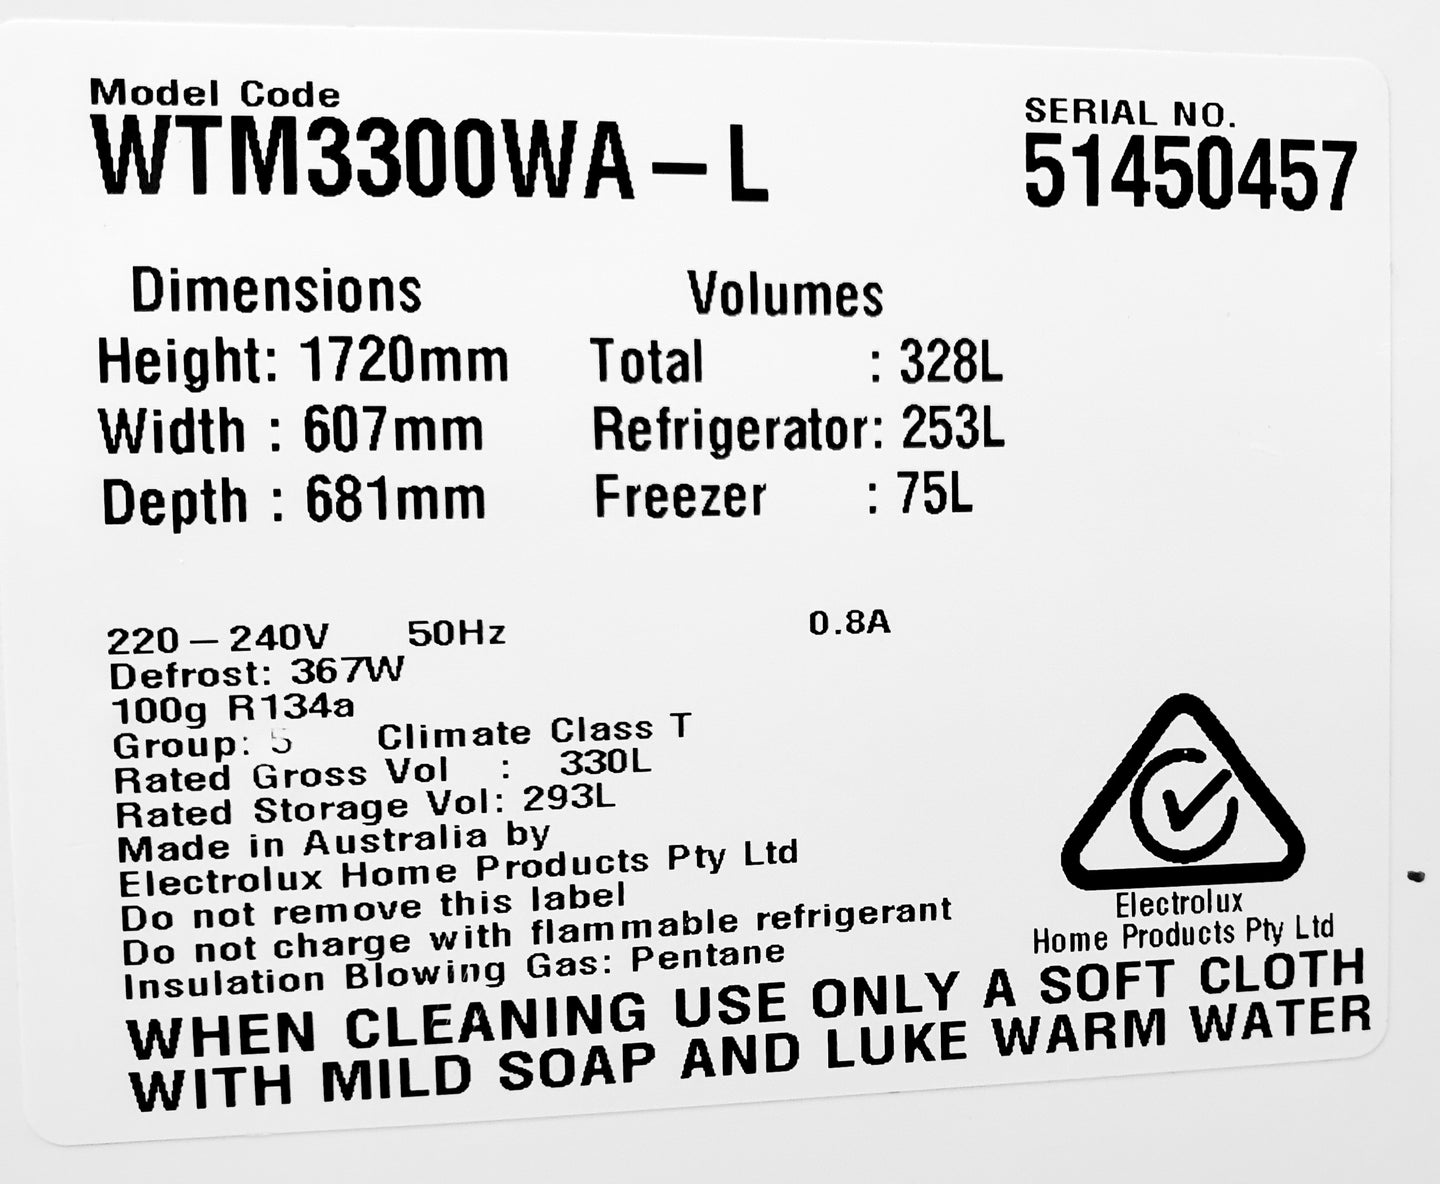 Model Code
WTM3300WA-L
SERIAL NO.
51450457
Dimensions
Height: 1720mm
Width : 607mm
Depth : 681mm
Volumes
Total : 328L
Refrigerator: 253L
Freezer : 75L
220-240V 50Hz 0.8A
Defrost: 367W
100g R134a
Group: 5 Climate Class T
Rated Gross Vol : 330L
Rated Storage Vol: 293L
Made in Australia by
Electrolux Home Products Pty Ltd
Do not remove this label
Do not charge with flammable refrigerant
Insulation Blowing Gas: Pentane
Electrolux
Home Products Pty Ltd
WHEN CLEANING USE ONLY A SOFT CLOTH
WITH MILD SOAP AND LUKE WARM WATER